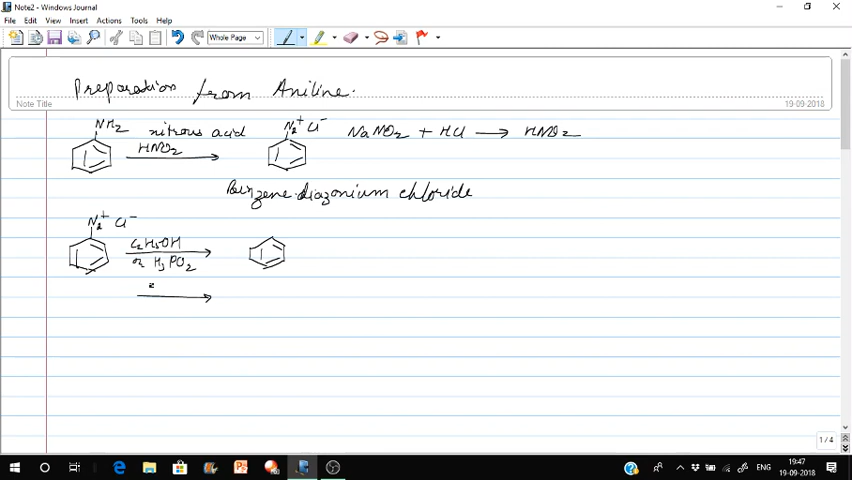 Note2 - Windows Journal
File Edit View Insert Actions Tools Help
Whole Page
Preparation from Aniline.
Note Title
19-09-2018
NH2 nitrous acid N2+ Cl- NaNO2 + HCl → HNO2
HNO2
Benzene diazonium chloride
N2+ Cl-
C2H5OH
or H3PO2
1 / 4
ENG
19:47
19-09-2018